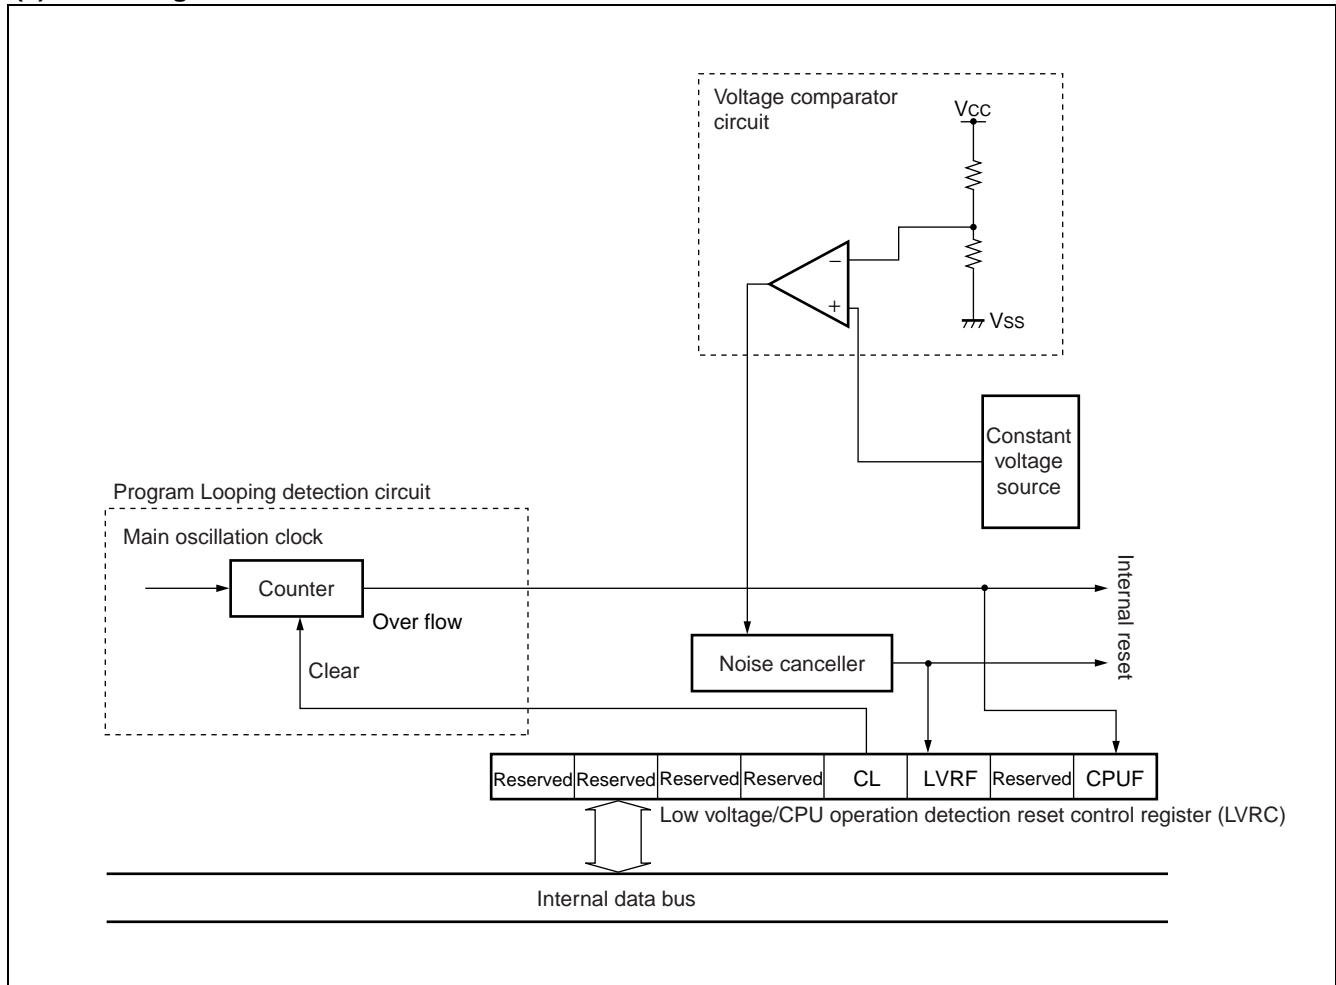 Voltage comparator
circuit
Vcc
−
+
Vss
Constant
voltage
source
Program Looping detection circuit
Main oscillation clock
Counter
Over flow
Clear
Noise canceller
Internal reset
Reserved Reserved Reserved Reserved CL LVRF Reserved CPUF
Low voltage/CPU operation detection reset control register (LVRC)
Internal data bus